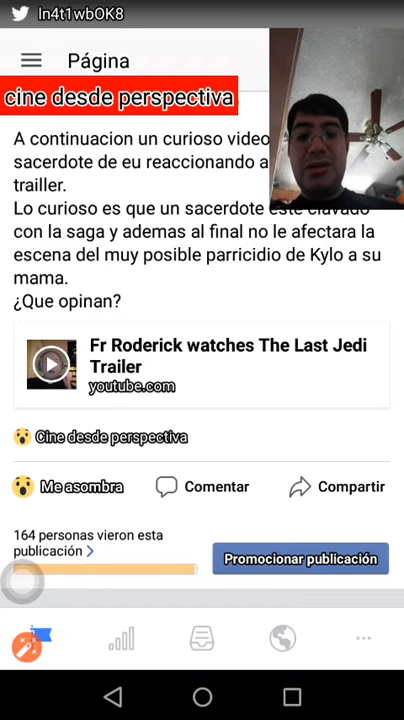 ln4t1wbOK8
Página
cine desde perspectiva
A continuacion un curioso video
sacerdote de eu reaccionando a
trailler.
Lo curioso es que un sacerdote este clavado
con la saga y ademas al final no le afectara la
escena del muy posible parricidio de Kylo a su
mama.
¿Que opinan?
Fr Roderick watches The Last Jedi
Trailer
youtube.com
Cine desde perspectiva
Me asombra
Comentar
Compartir
164 personas vieron esta
publicación
Promocionar publicación